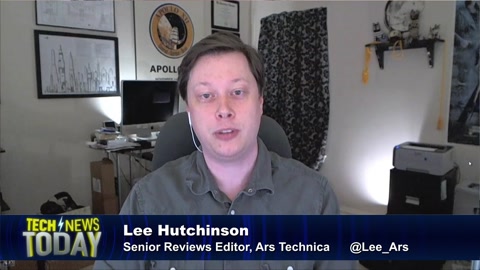 APOLLO
TECH NEWS
TODAY
Lee Hutchinson
Senior Reviews Editor, Ars Technica @Lee_Ars